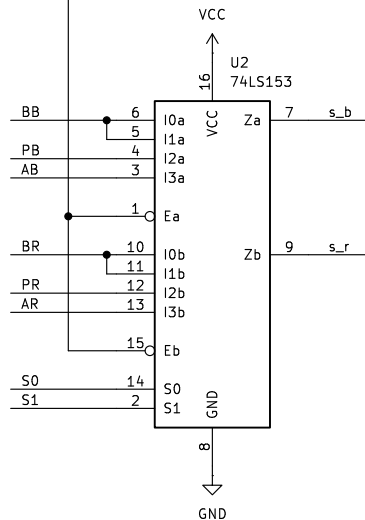 VCC
U2
74LS153
16
VCC
BB 6 I0a Za 7 s_b
5 I1a
PB 4 I2a
AB 3 I3a
1 Ea
BR 10 I0b Zb 9 s_r
11 I1b
PR 12 I2b
AR 13 I3b
15 Eb
S0 14 S0
S1 2 S1
GND
8
GND